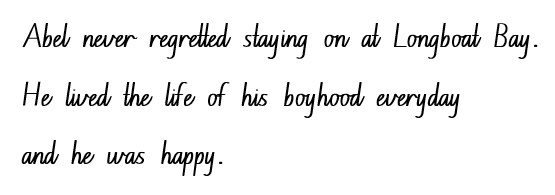 Abel never regretted staying on at Longboat Bay.
He lived the life of his boyhood everyday
and he was happy.